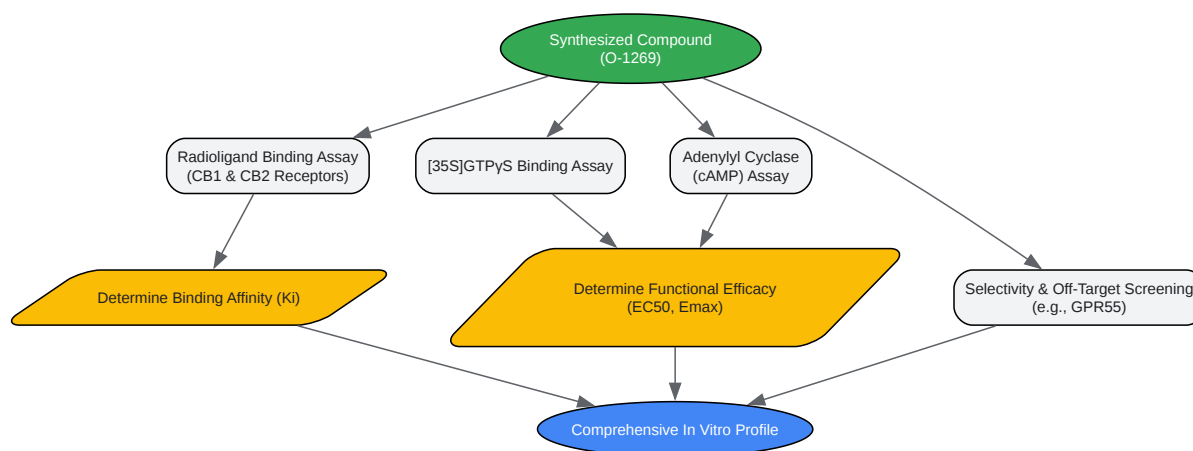 Synthesized Compound
(O-1269)
Radioligand Binding Assay
(CB1 & CB2 Receptors)
[35S]GTPγS Binding Assay
Adenylyl Cyclase
(cAMP) Assay
Determine Binding Affinity (Ki)
Determine Functional Efficacy
(EC50, Emax)
Selectivity & Off-Target Screening
(e.g., GPR55)
Comprehensive In Vitro Profile